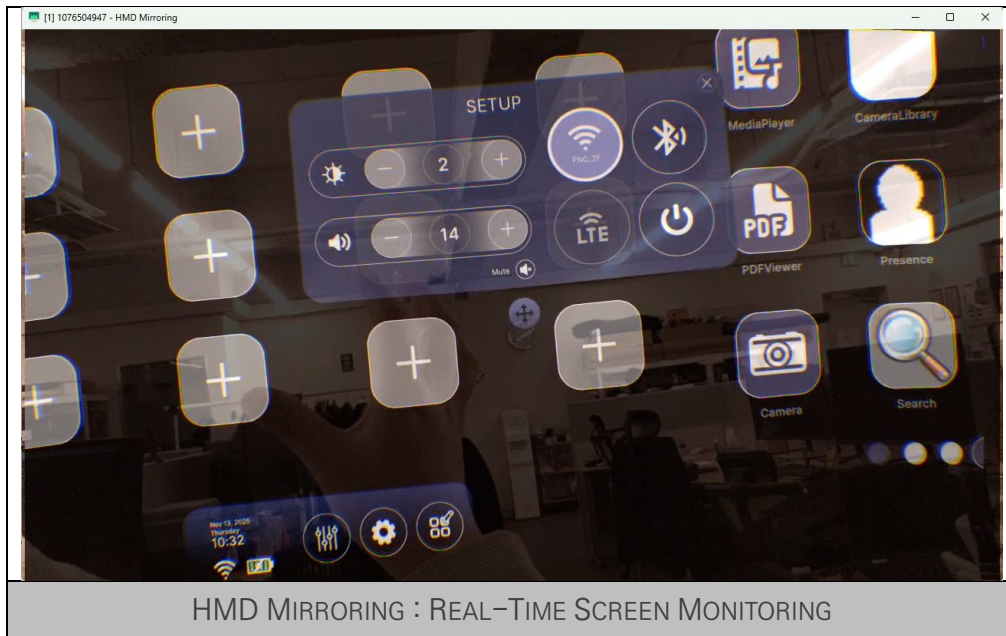 [1] 1076504947 - HMD Mirroring
SETUP
2
14
Mute
PNC_2F
LTE
MediaPlayer
CameraLibrary
PDF
PDFViewer
Presence
Camera
Search
Nov 13, 2025
Thursday
10:32
HMD MIRRORING : REAL-TIME SCREEN MONITORING